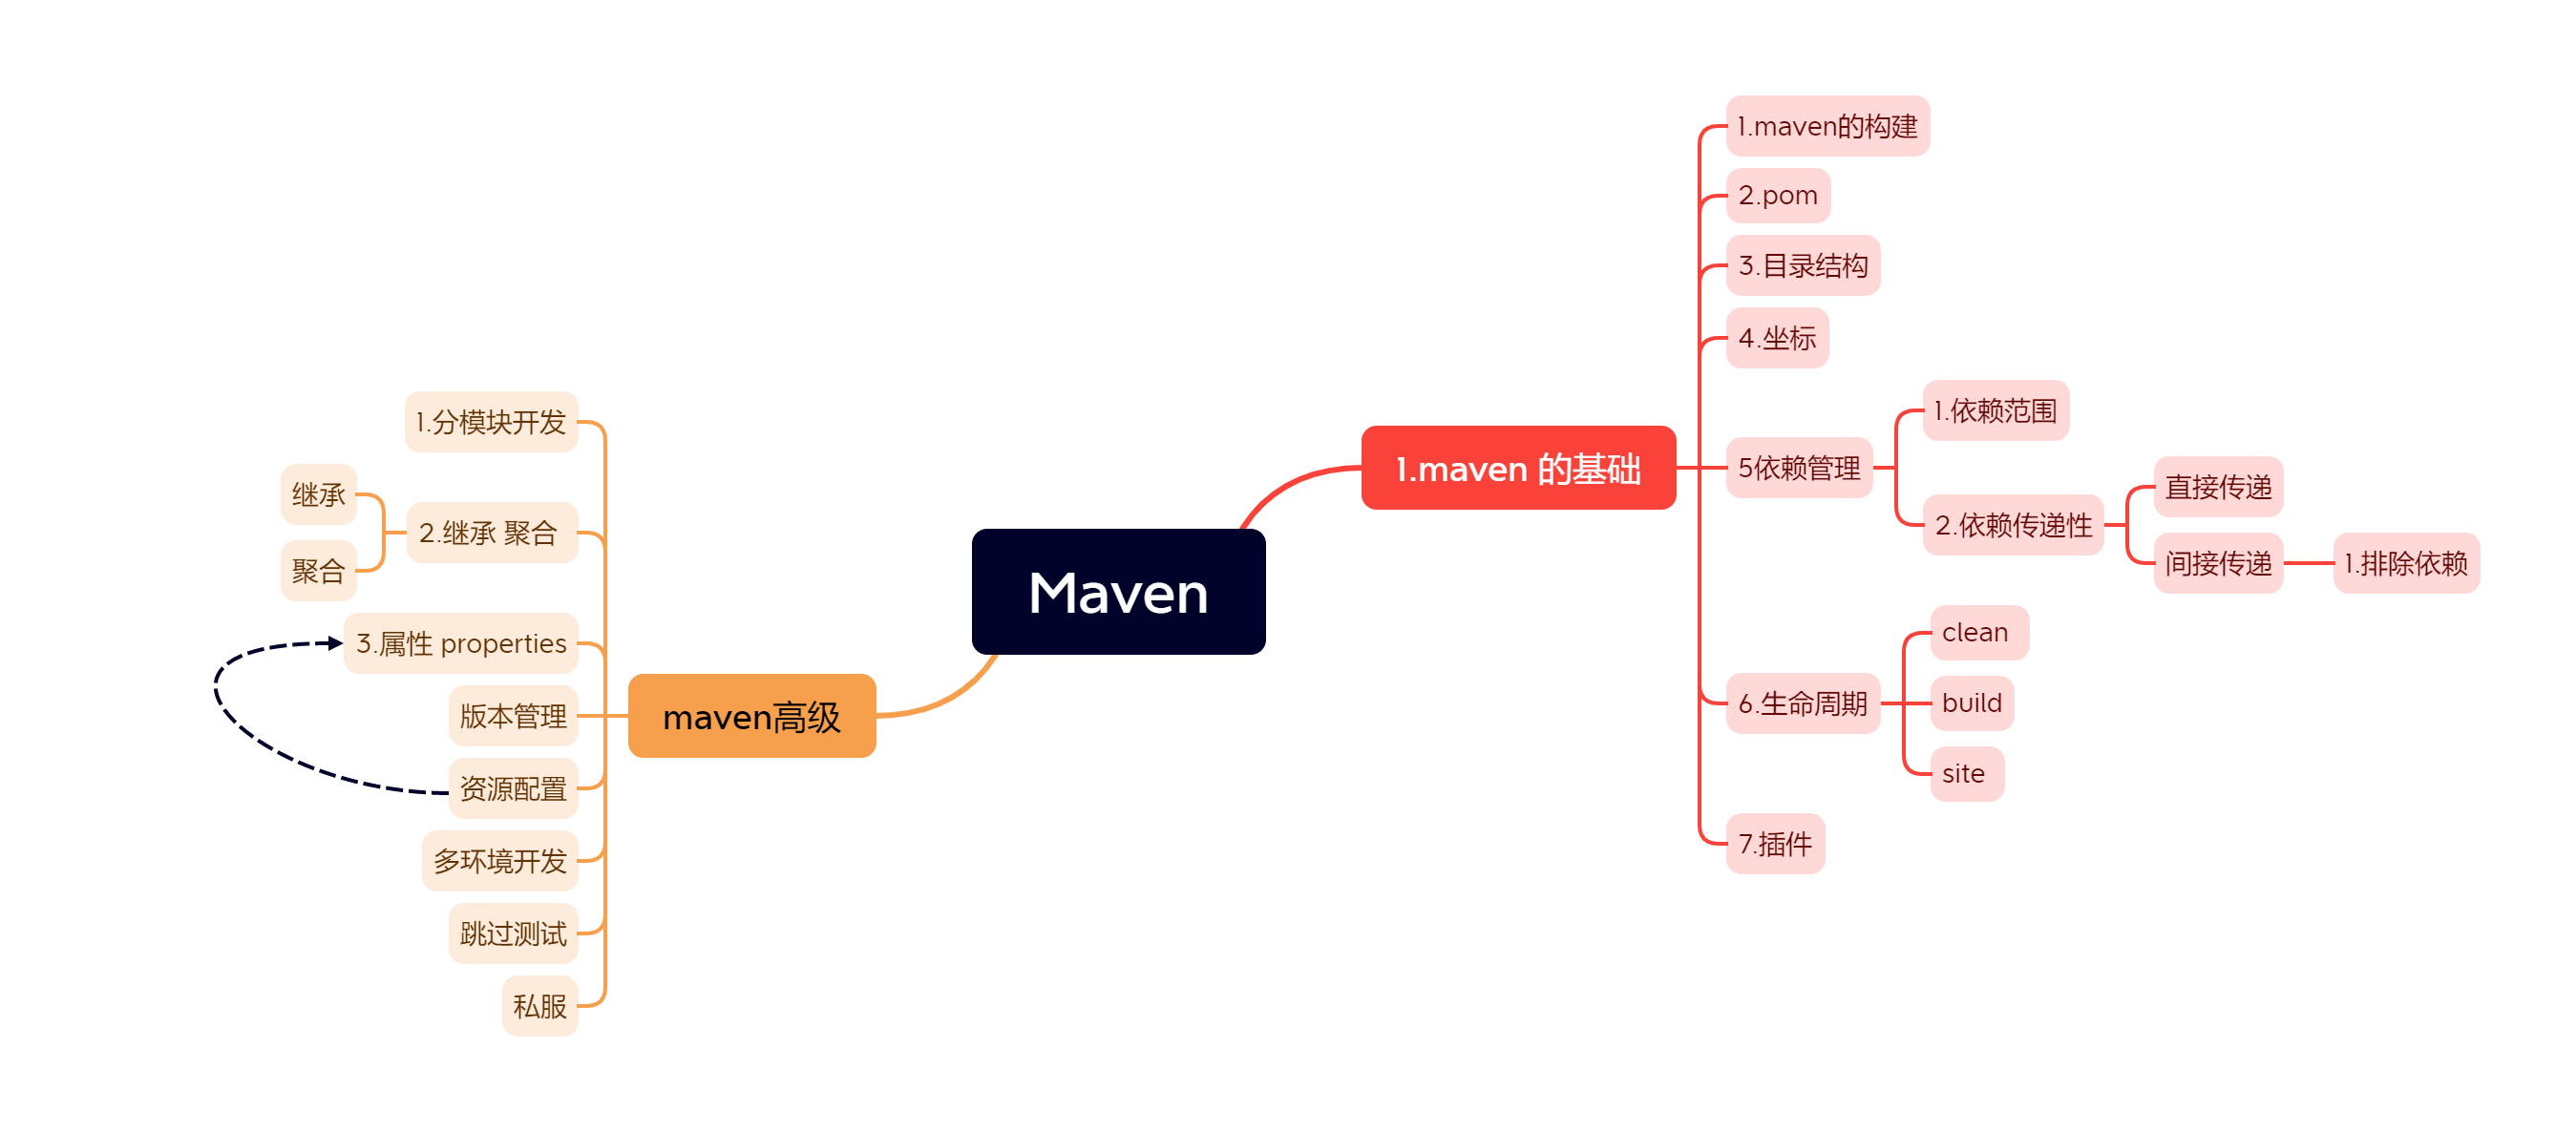 Maven
1.maven 的基础
1.maven的构建
2.pom
3.目录结构
4.坐标
5依赖管理
1.依赖范围
2.依赖传递性
直接传递
间接传递
1.排除依赖
6.生命周期
clean
build
site
7.插件
maven高级
1.分模块开发
2.继承 聚合
继承
聚合
3.属性 properties
版本管理
资源配置
多环境开发
跳过测试
私服